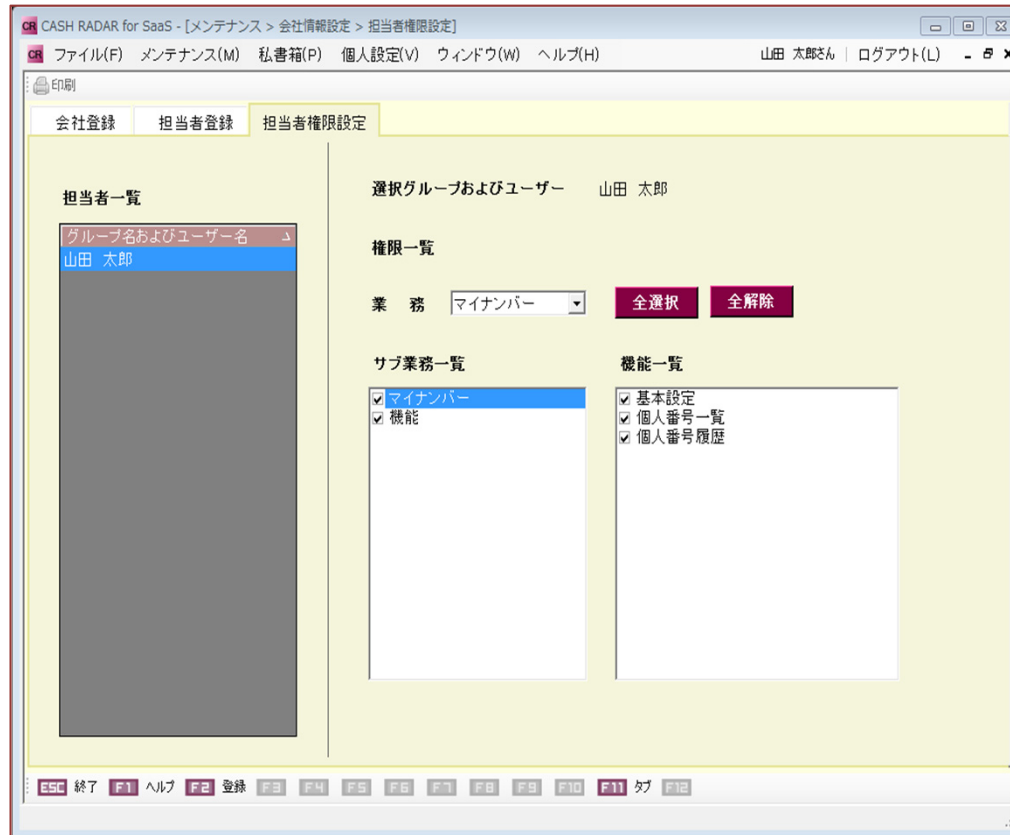 CR CASH RADAR for SaaS - [メンテナンス > 会社情報設定 > 担当者権限設定]
CR ファイル(F) メンテナンス(M) 私書箱(P) 個人設定(V) ウィンドウ(W) ヘルプ(H) 山田 太郎さん | ログアウト(L)
印刷
会社登録 担当者登録 担当者権限設定
担当者一覧
グループ名およびユーザー名
山田 太郎
選択グループおよびユーザー 山田 太郎
権限一覧
業 務 マイナンバー 全選択 全解除
サブ業務一覧
マイナンバー
機能
機能一覧
基本設定
個人番号一覧
個人番号履歴
ESC 終了 F1 ヘルプ F2 登録 F3 F4 F5 F6 F7 F8 F9 F10 F11 タブ F12